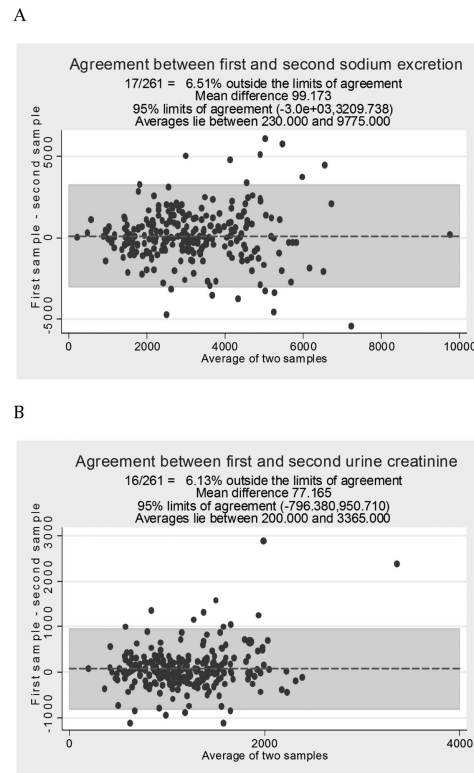 A
Agreement between first and second sodium excretion
17/261 = 6.51% outside the limits of agreement
Mean difference 99.173
95% limits of agreement (-3.0e+03,3209.738)
Averages lie between 230.000 and 9775.000
First sample - second sample
5000
0
-5000
0 2000 4000 6000 8000 10000
Average of two samples
B
Agreement between first and second urine creatinine
16/261 = 6.13% outside the limits of agreement
Mean difference 77.165
95% limits of agreement (-796.380,950.710)
Averages lie between 200.000 and 3365.000
First sample - second sample
3000
2000
1000
0
-1000
0 2000 4000
Average of two samples